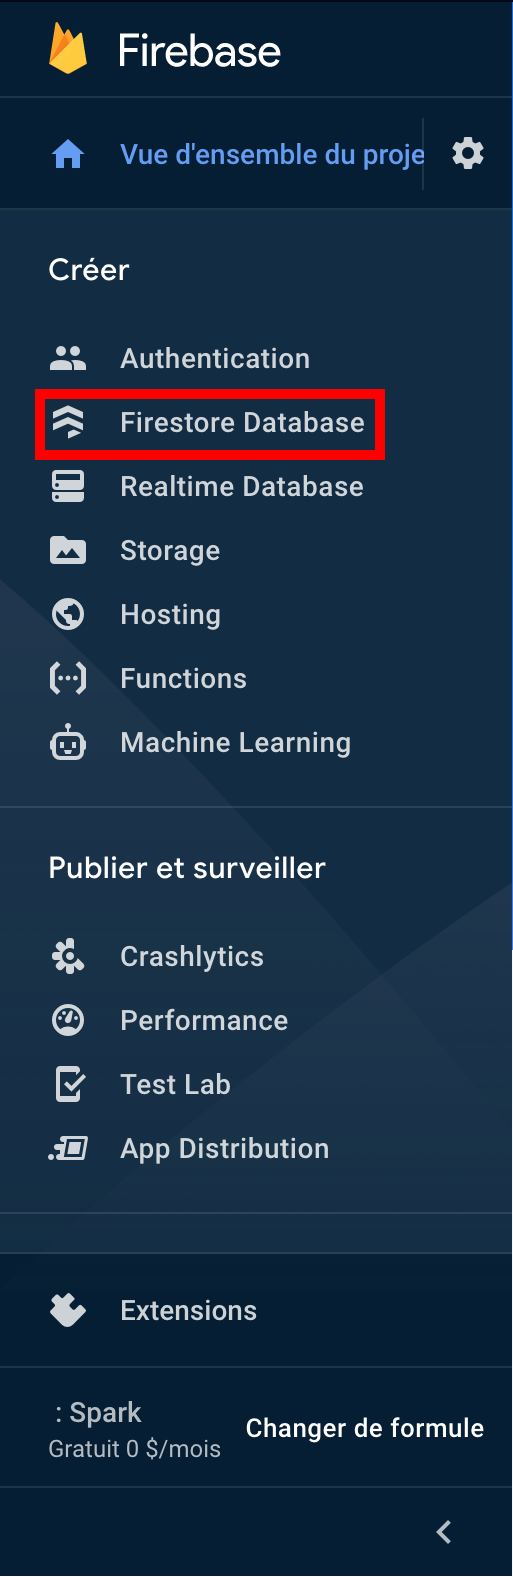 Firebase
Vue d'ensemble du proje
Créer
Authentication
Firestore Database
Realtime Database
Storage
Hosting
Functions
Machine Learning
Publier et surveiller
Crashlytics
Performance
Test Lab
App Distribution
Extensions
: Spark
Gratuit 0 $/mois
Changer de formule